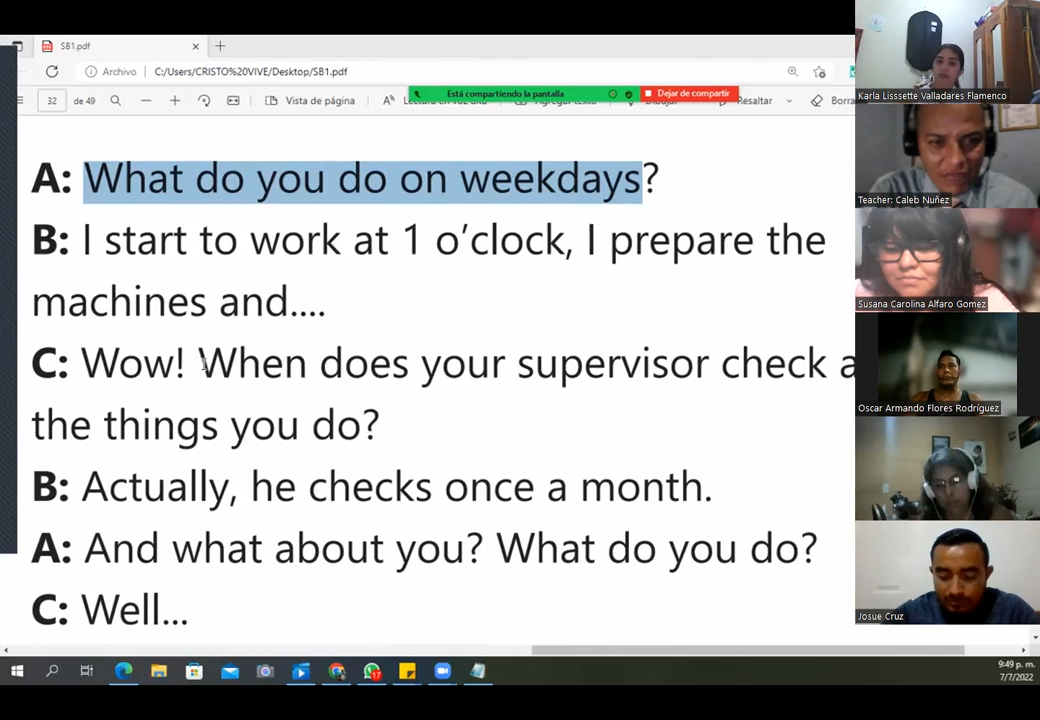 SB1.pdf
Archivo
C:/Users/CRISTO%20VIVE/Desktop/SB1.pdf
32 de 49
Vista de página
Está compartiendo la pantalla
Dejar de compartir
Resaltar
A: What do you do on weekdays?
B: I start to work at 1 o'clock, I prepare the
machines and....
C: Wow! When does your supervisor check a
the things you do?
B: Actually, he checks once a month.
A: And what about you? What do you do?
C: Well...
Karla Lisssette Valladares Flamenco
Teacher: Caleb Nuñez
Susana Carolina Alfaro Gomez
Oscar Armando Flores Rodríguez
Josue Cruz
17
9:49 p. m.
7/7/2022